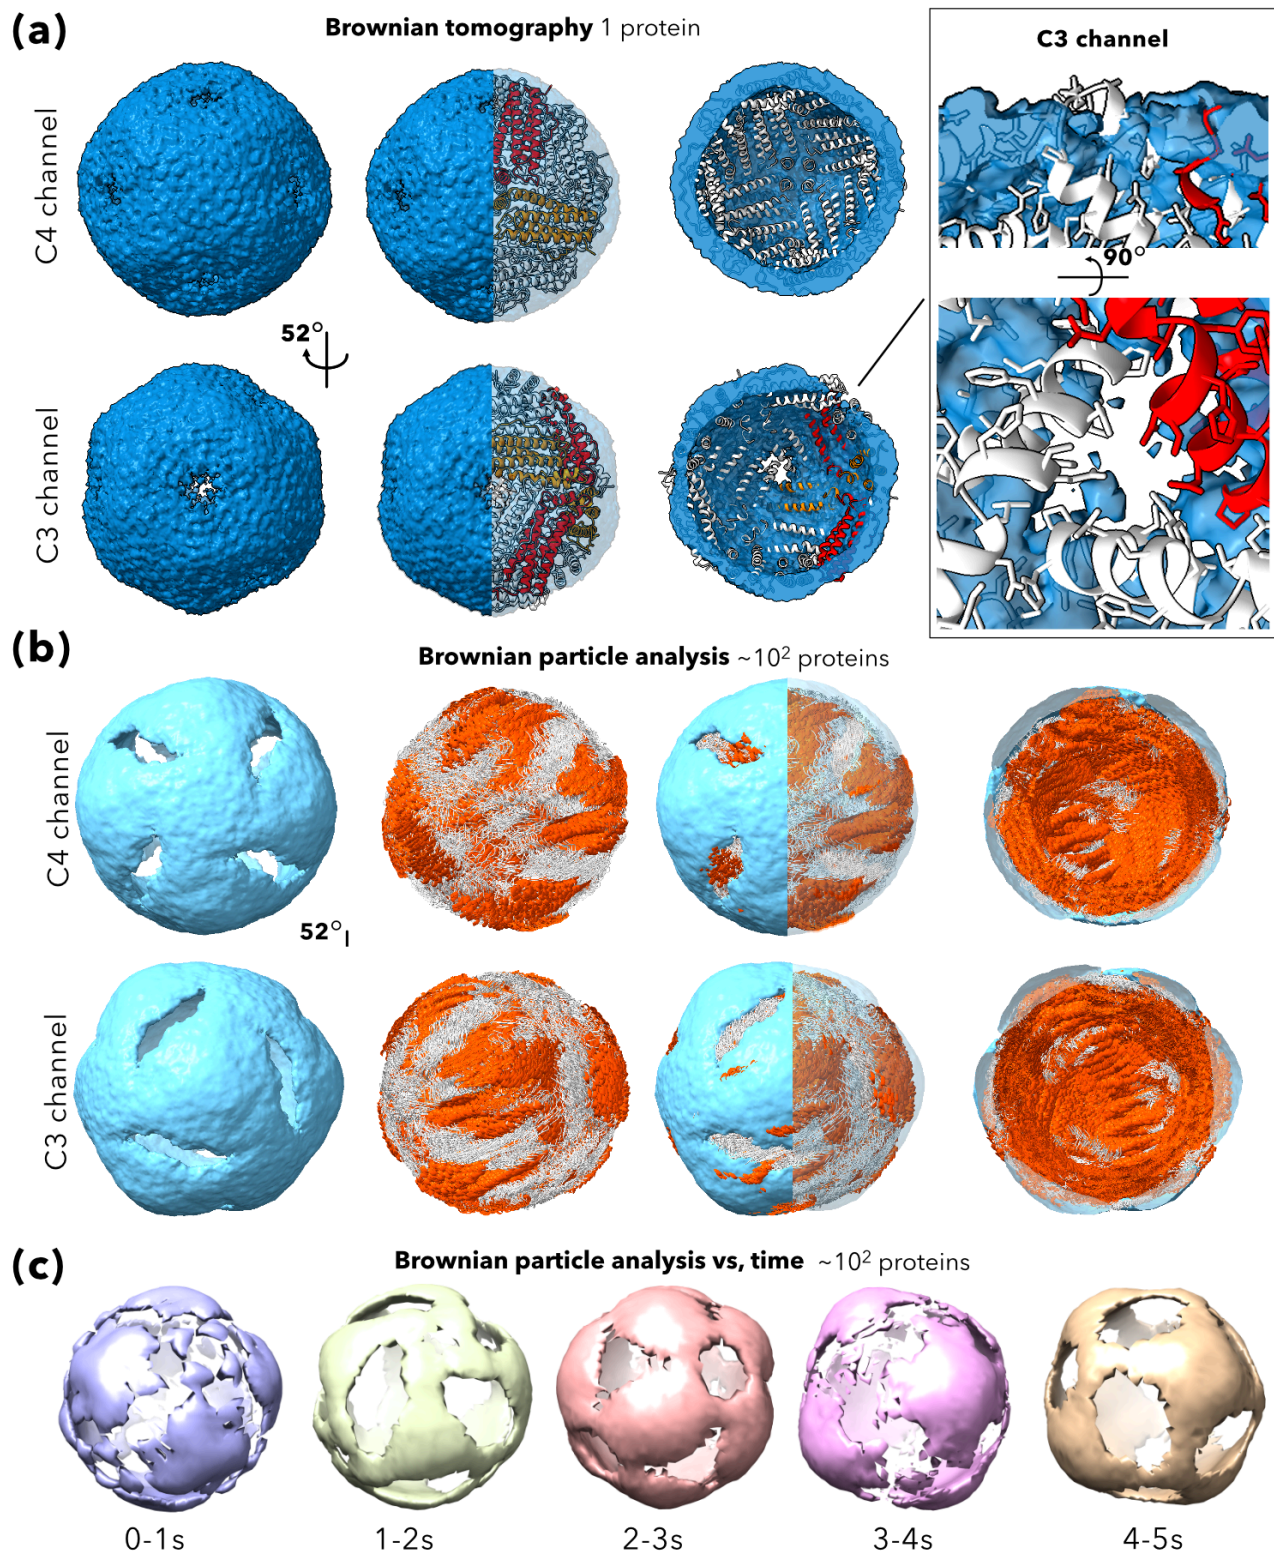 (a)
Brownian tomography 1 protein
C3 channel
C4 channel
90°
52°
C3 channel
(b)
Brownian particle analysis ~10² proteins
C4 channel
52°
C3 channel
(c)
Brownian particle analysis vs, time ~10² proteins
0-1s
1-2s
2-3s
3-4s
4-5s